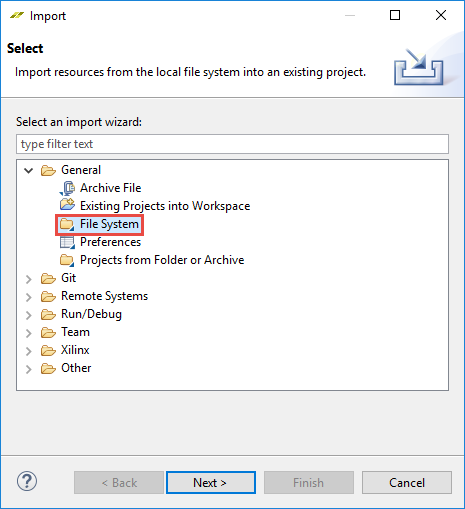 Import
Select
Import resources from the local file system into an existing project.
Select an import wizard:
type filter text
General
Archive File
Existing Projects into Workspace
File System
Preferences
Projects from Folder or Archive
Git
Remote Systems
Run/Debug
Team
Xilinx
Other
?
< Back
Next >
Finish
Cancel